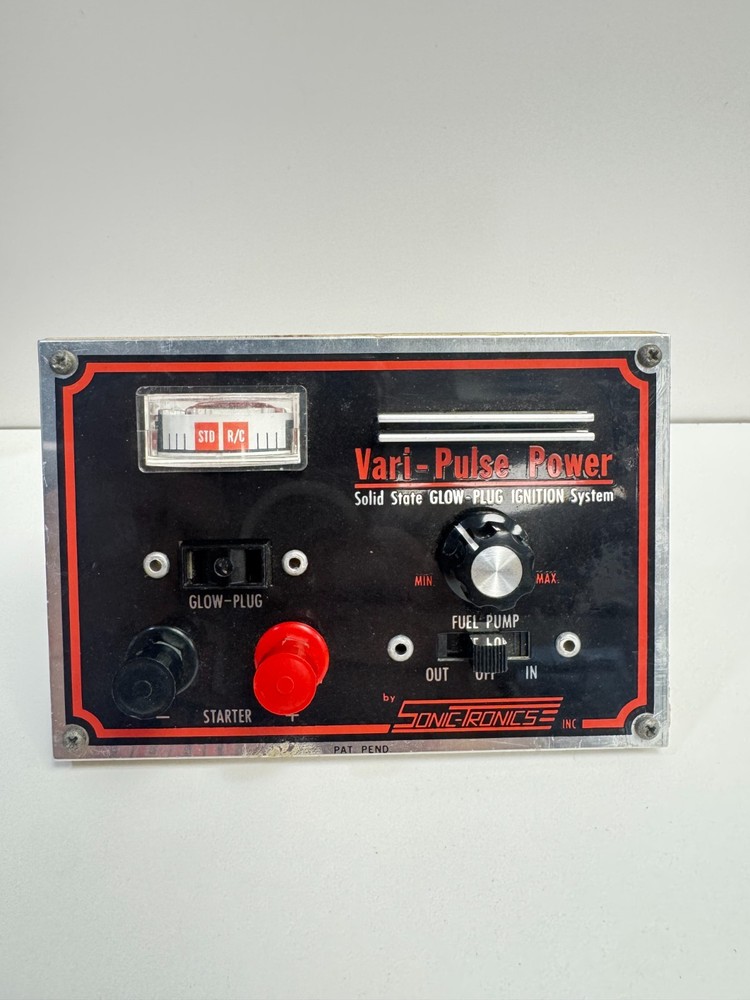 STD R/C
Vari-Pulse Power
Solid State GLOW-PLUG IGNITION System
MIN MAX.
GLOW-PLUG
FUEL PUMP
OUT OFF IN
- STARTER +
by SONIC-TRONICS INC
PAT. PEND